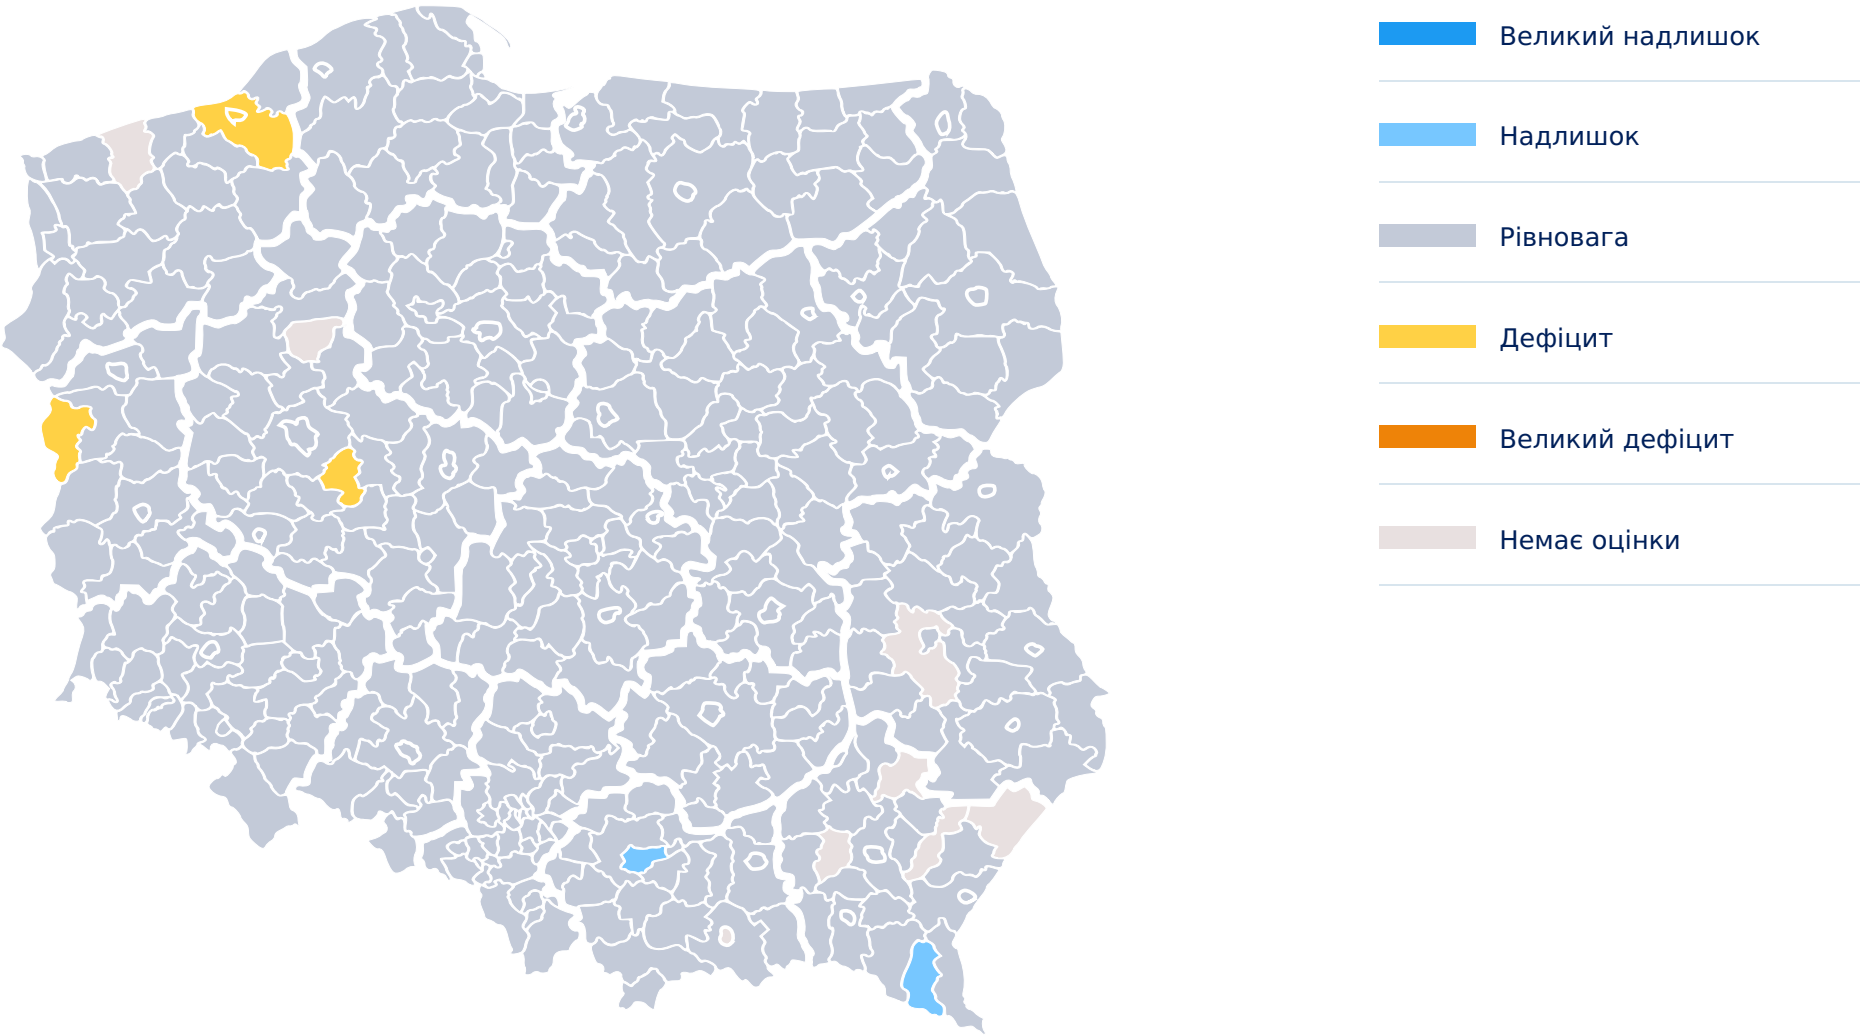 Великий надлишок
Надлишок
Рівновага
Дефіцит
Великий дефіцит
Немає оцінки